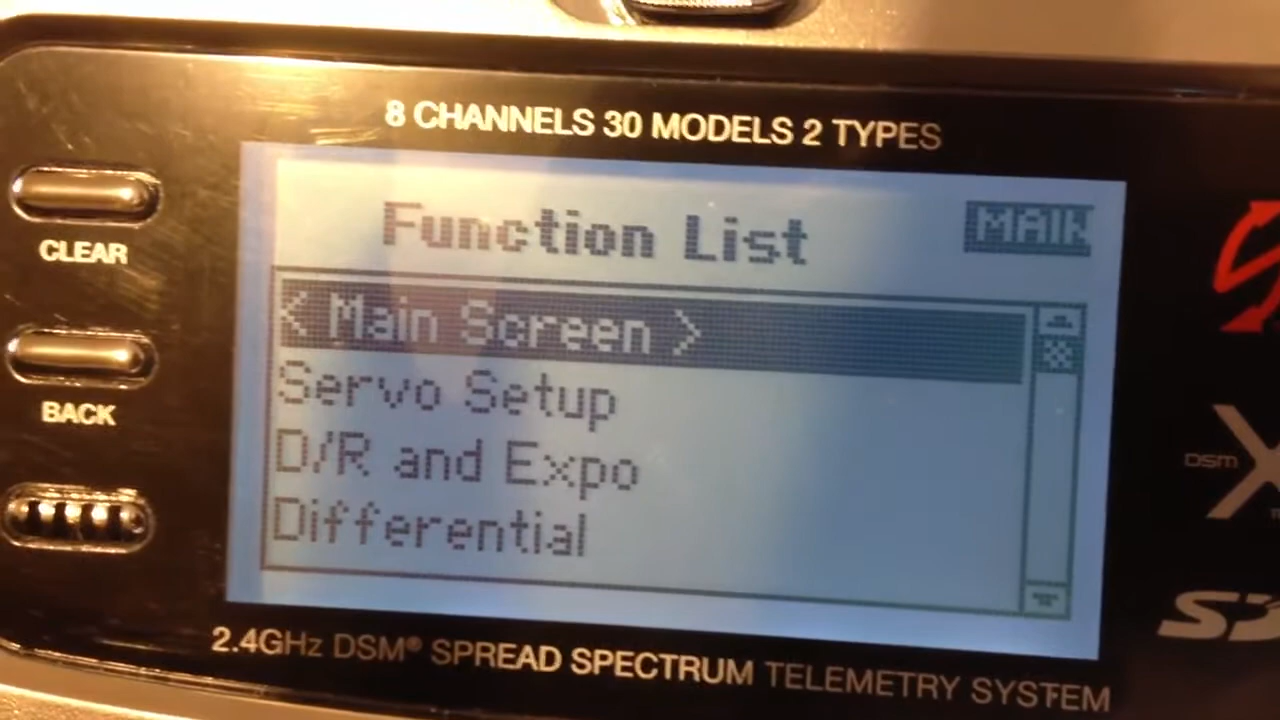 8 CHANNELS 30 MODELS 2 TYPES
Function List
MAIN
< Main Screen >
Servo Setup
D/R and Expo
Differential
CLEAR
BACK
DSM
X
2.4GHz DSM® SPREAD SPECTRUM TELEMETRY SYSTEM